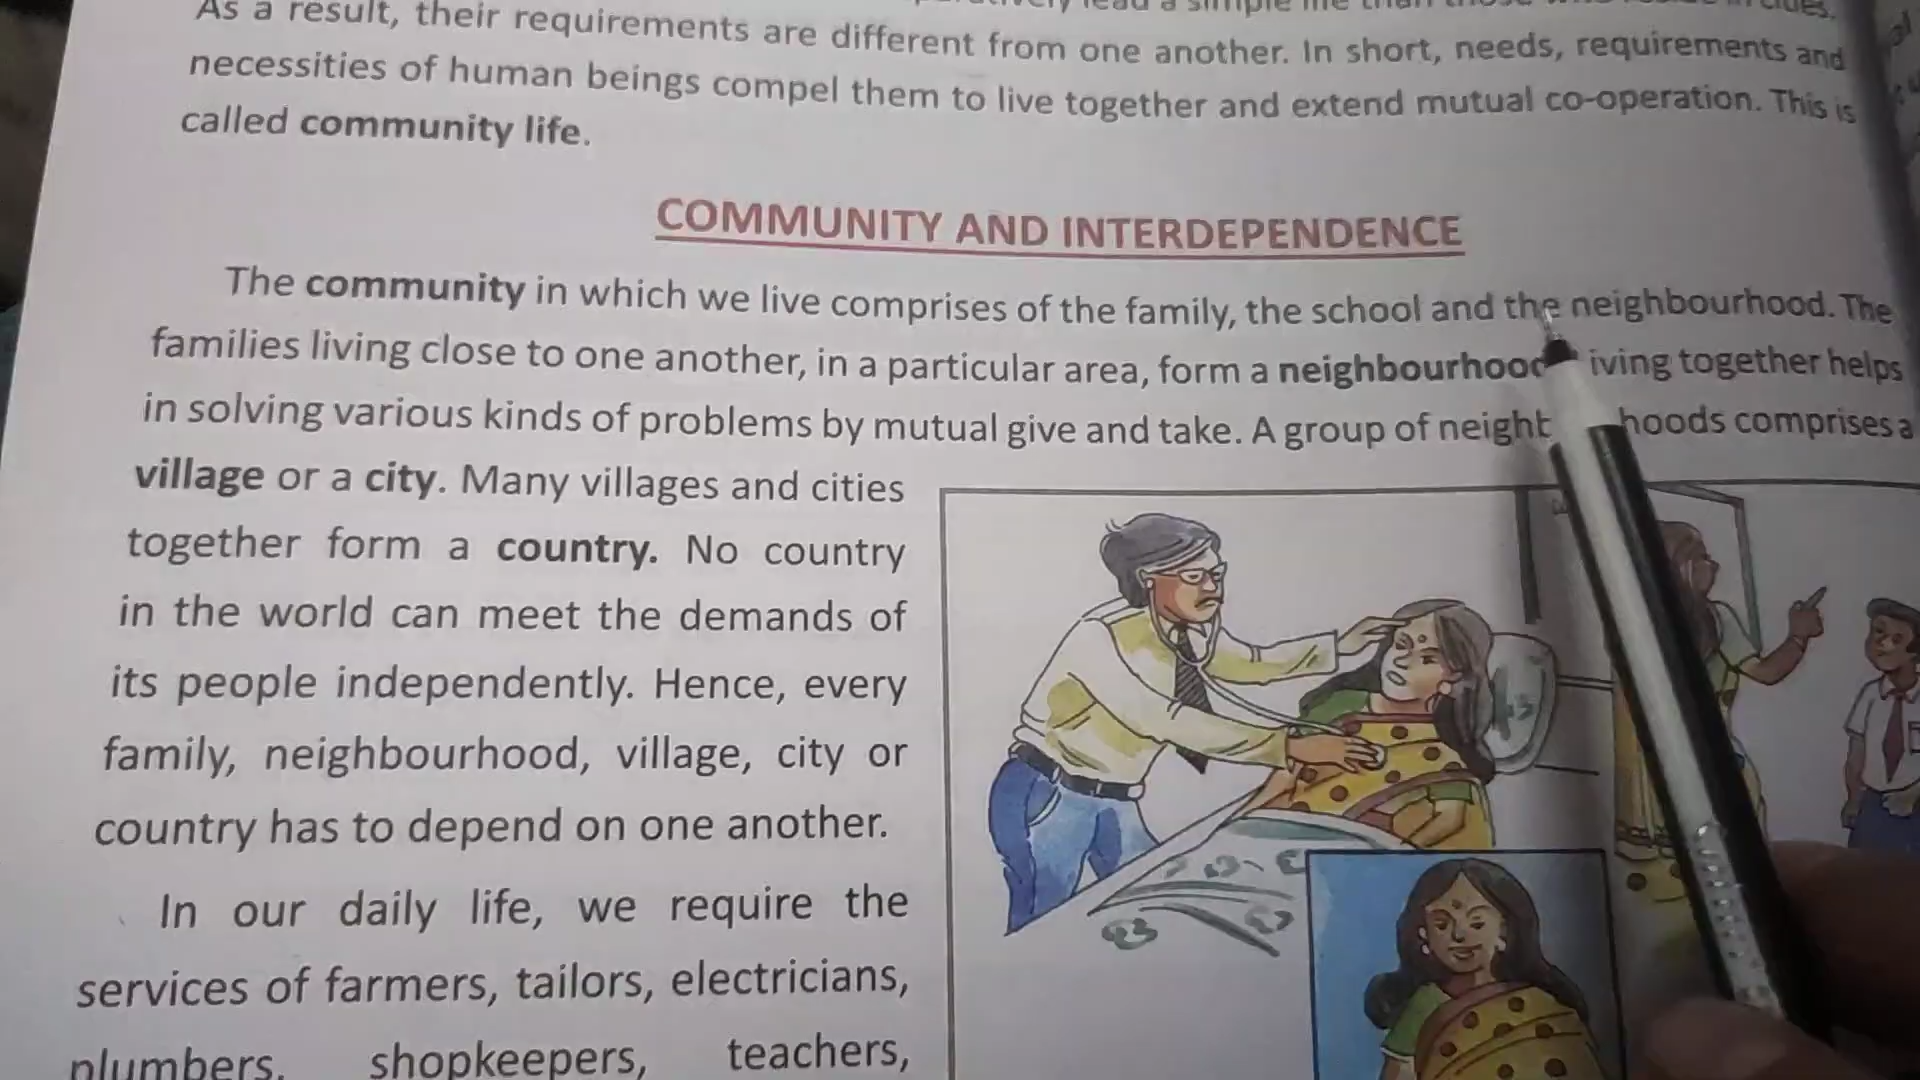 As a result, their requirements are different from one another. In short, needs, requirements and
necessities of human beings compel them to live together and extend mutual co-operation. This is
called community life.
COMMUNITY AND INTERDEPENDENCE
The community in which we live comprises of the family, the school and the neighbourhood. The
families living close to one another, in a particular area, form a neighbourhood iving together helps
in solving various kinds of problems by mutual give and take. A group of neighb hoods comprises a
village or a city. Many villages and cities
together form a country. No country
in the world can meet the demands of
its people independently. Hence, every
family, neighbourhood, village, city or
country has to depend on one another.
In our daily life, we require the
services of farmers, tailors, electricians,
plumbers, shopkeepers, teachers,